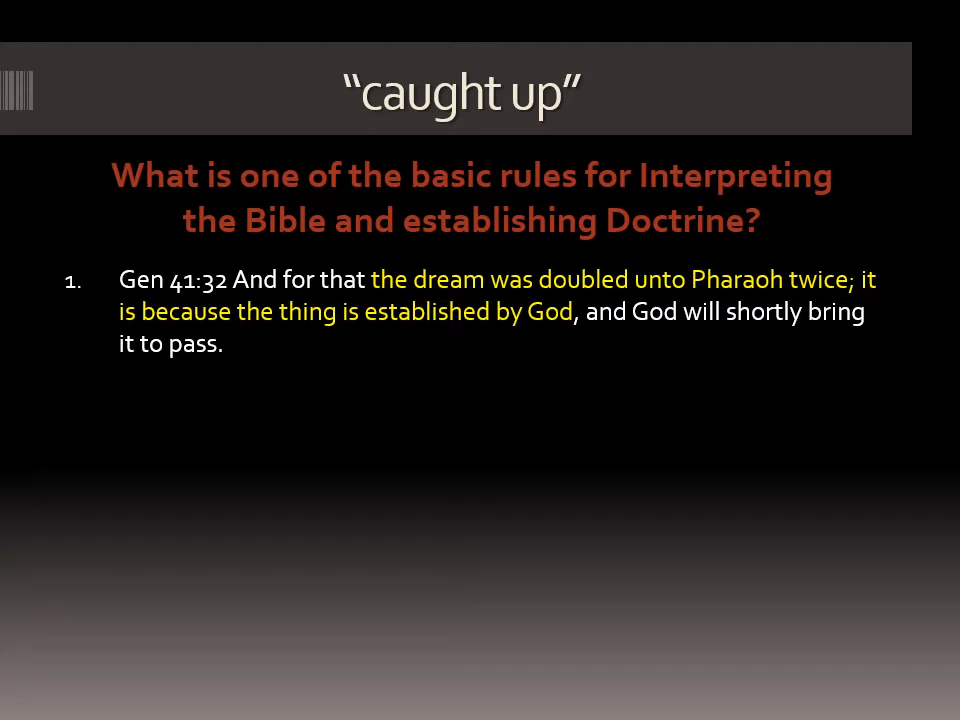 “caught up”
What is one of the basic rules for Interpreting
the Bible and establishing Doctrine?
1. Gen 41:32 And for that the dream was doubled unto Pharaoh twice; it
is because the thing is established by God, and God will shortly bring
it to pass.